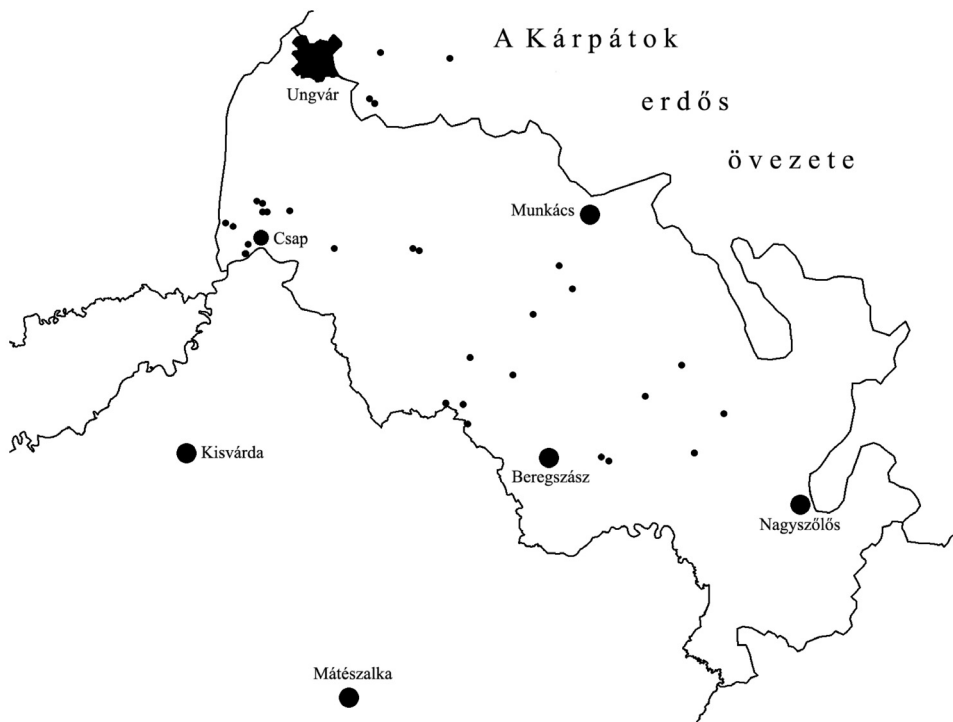 A Kárpátok
erdős
övezete
Ungvár
Munkács
Csap
Kisvárda
Beregszász
Nagyszőlős
Mátészalka